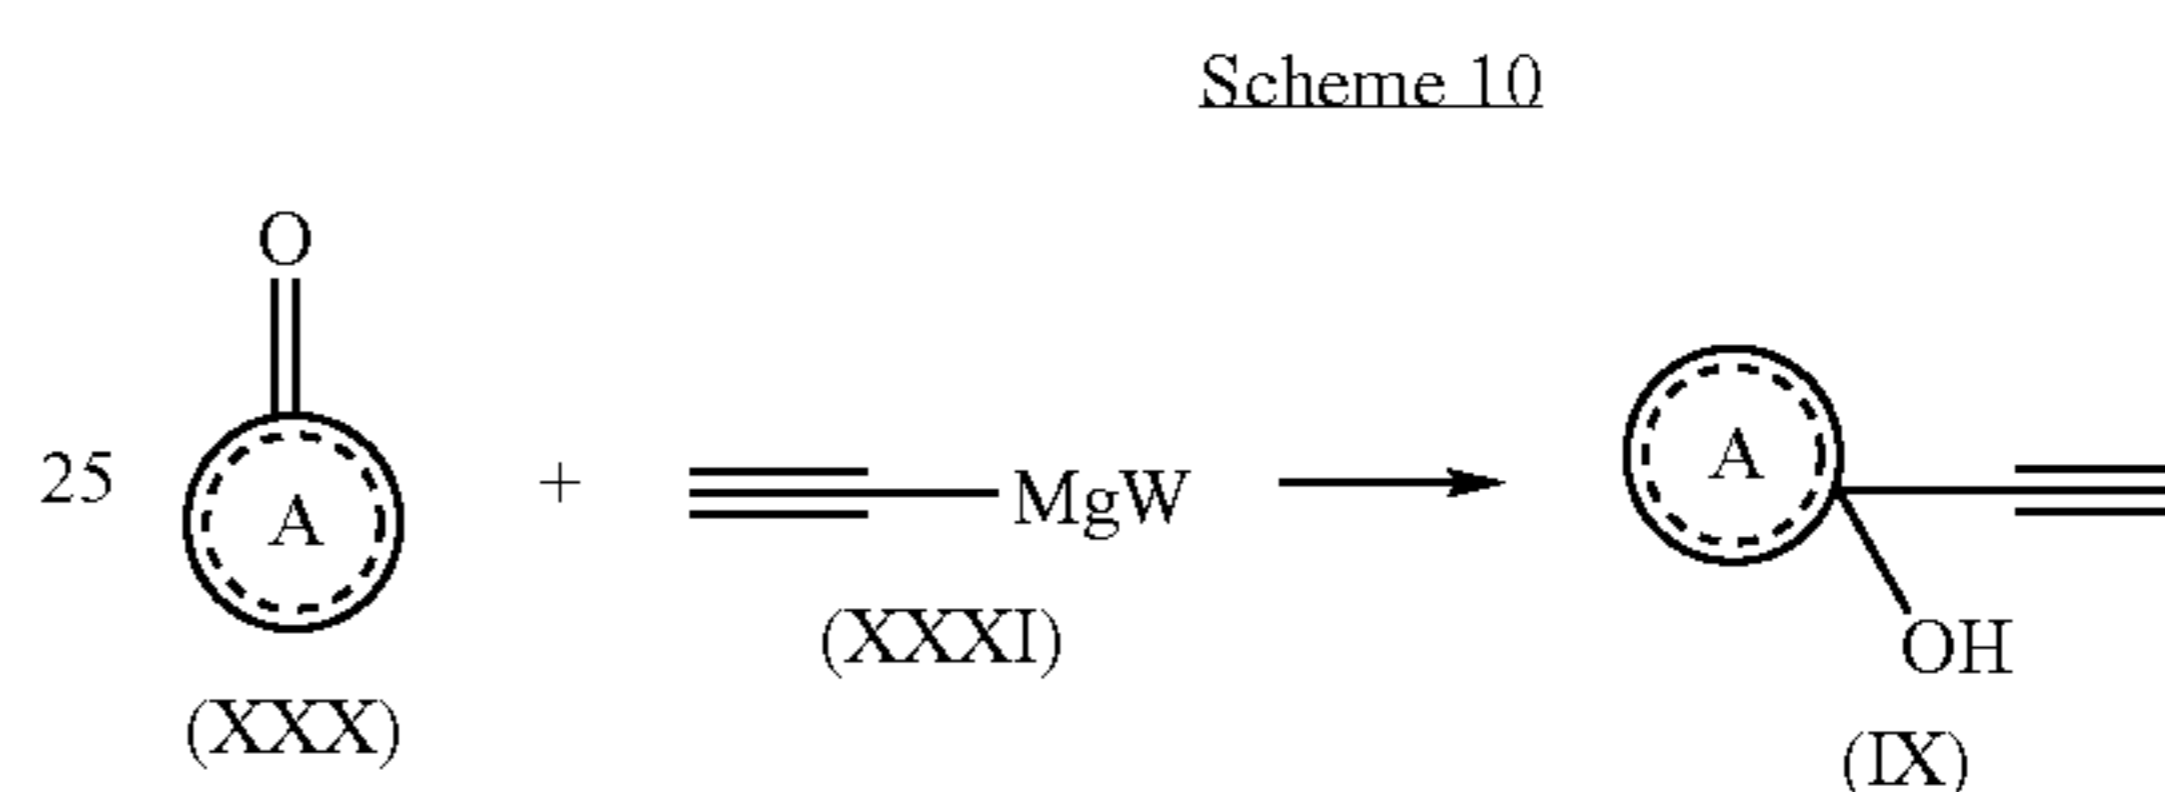 Scheme 10
O
25 A + MgW A
OH
(XXXI)
(XXX)
(IX)